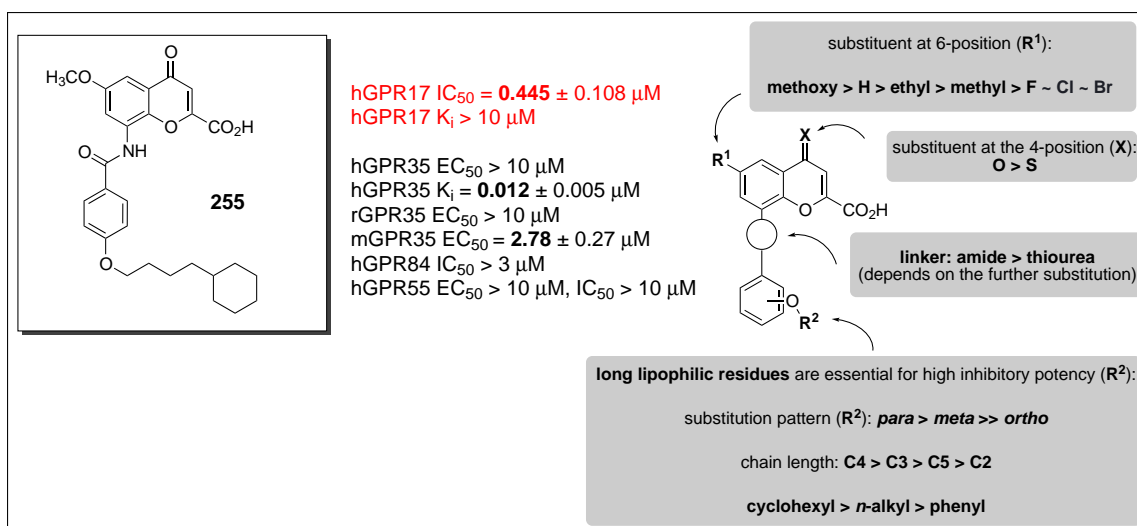 O
H₃CO
O
CO₂H
NH
O
255
O
hGPR17 IC₅₀ = 0.445 ± 0.108 μM
hGPR17 Kᵢ > 10 μM
hGPR35 EC₅₀ > 10 μM
hGPR35 Kᵢ = 0.012 ± 0.005 μM
rGPR35 EC₅₀ > 10 μM
mGPR35 EC₅₀ = 2.78 ± 0.27 μM
hGPR84 IC₅₀ > 3 μM
hGPR55 EC₅₀ > 10 μM, IC₅₀ > 10 μM
substituent at 6-position (R¹):
methoxy > H > ethyl > methyl > F ~ Cl ~ Br
X
R¹
O
CO₂H
O
R²
substituent at the 4-position (X):
O > S
linker: amide > thiourea
(depends on the further substitution)
long lipophilic residues are essential for high inhibitory potency (R²):
substitution pattern (R²): para > meta >> ortho
chain length: C4 > C3 > C5 > C2
cyclohexyl > n-alkyl > phenyl